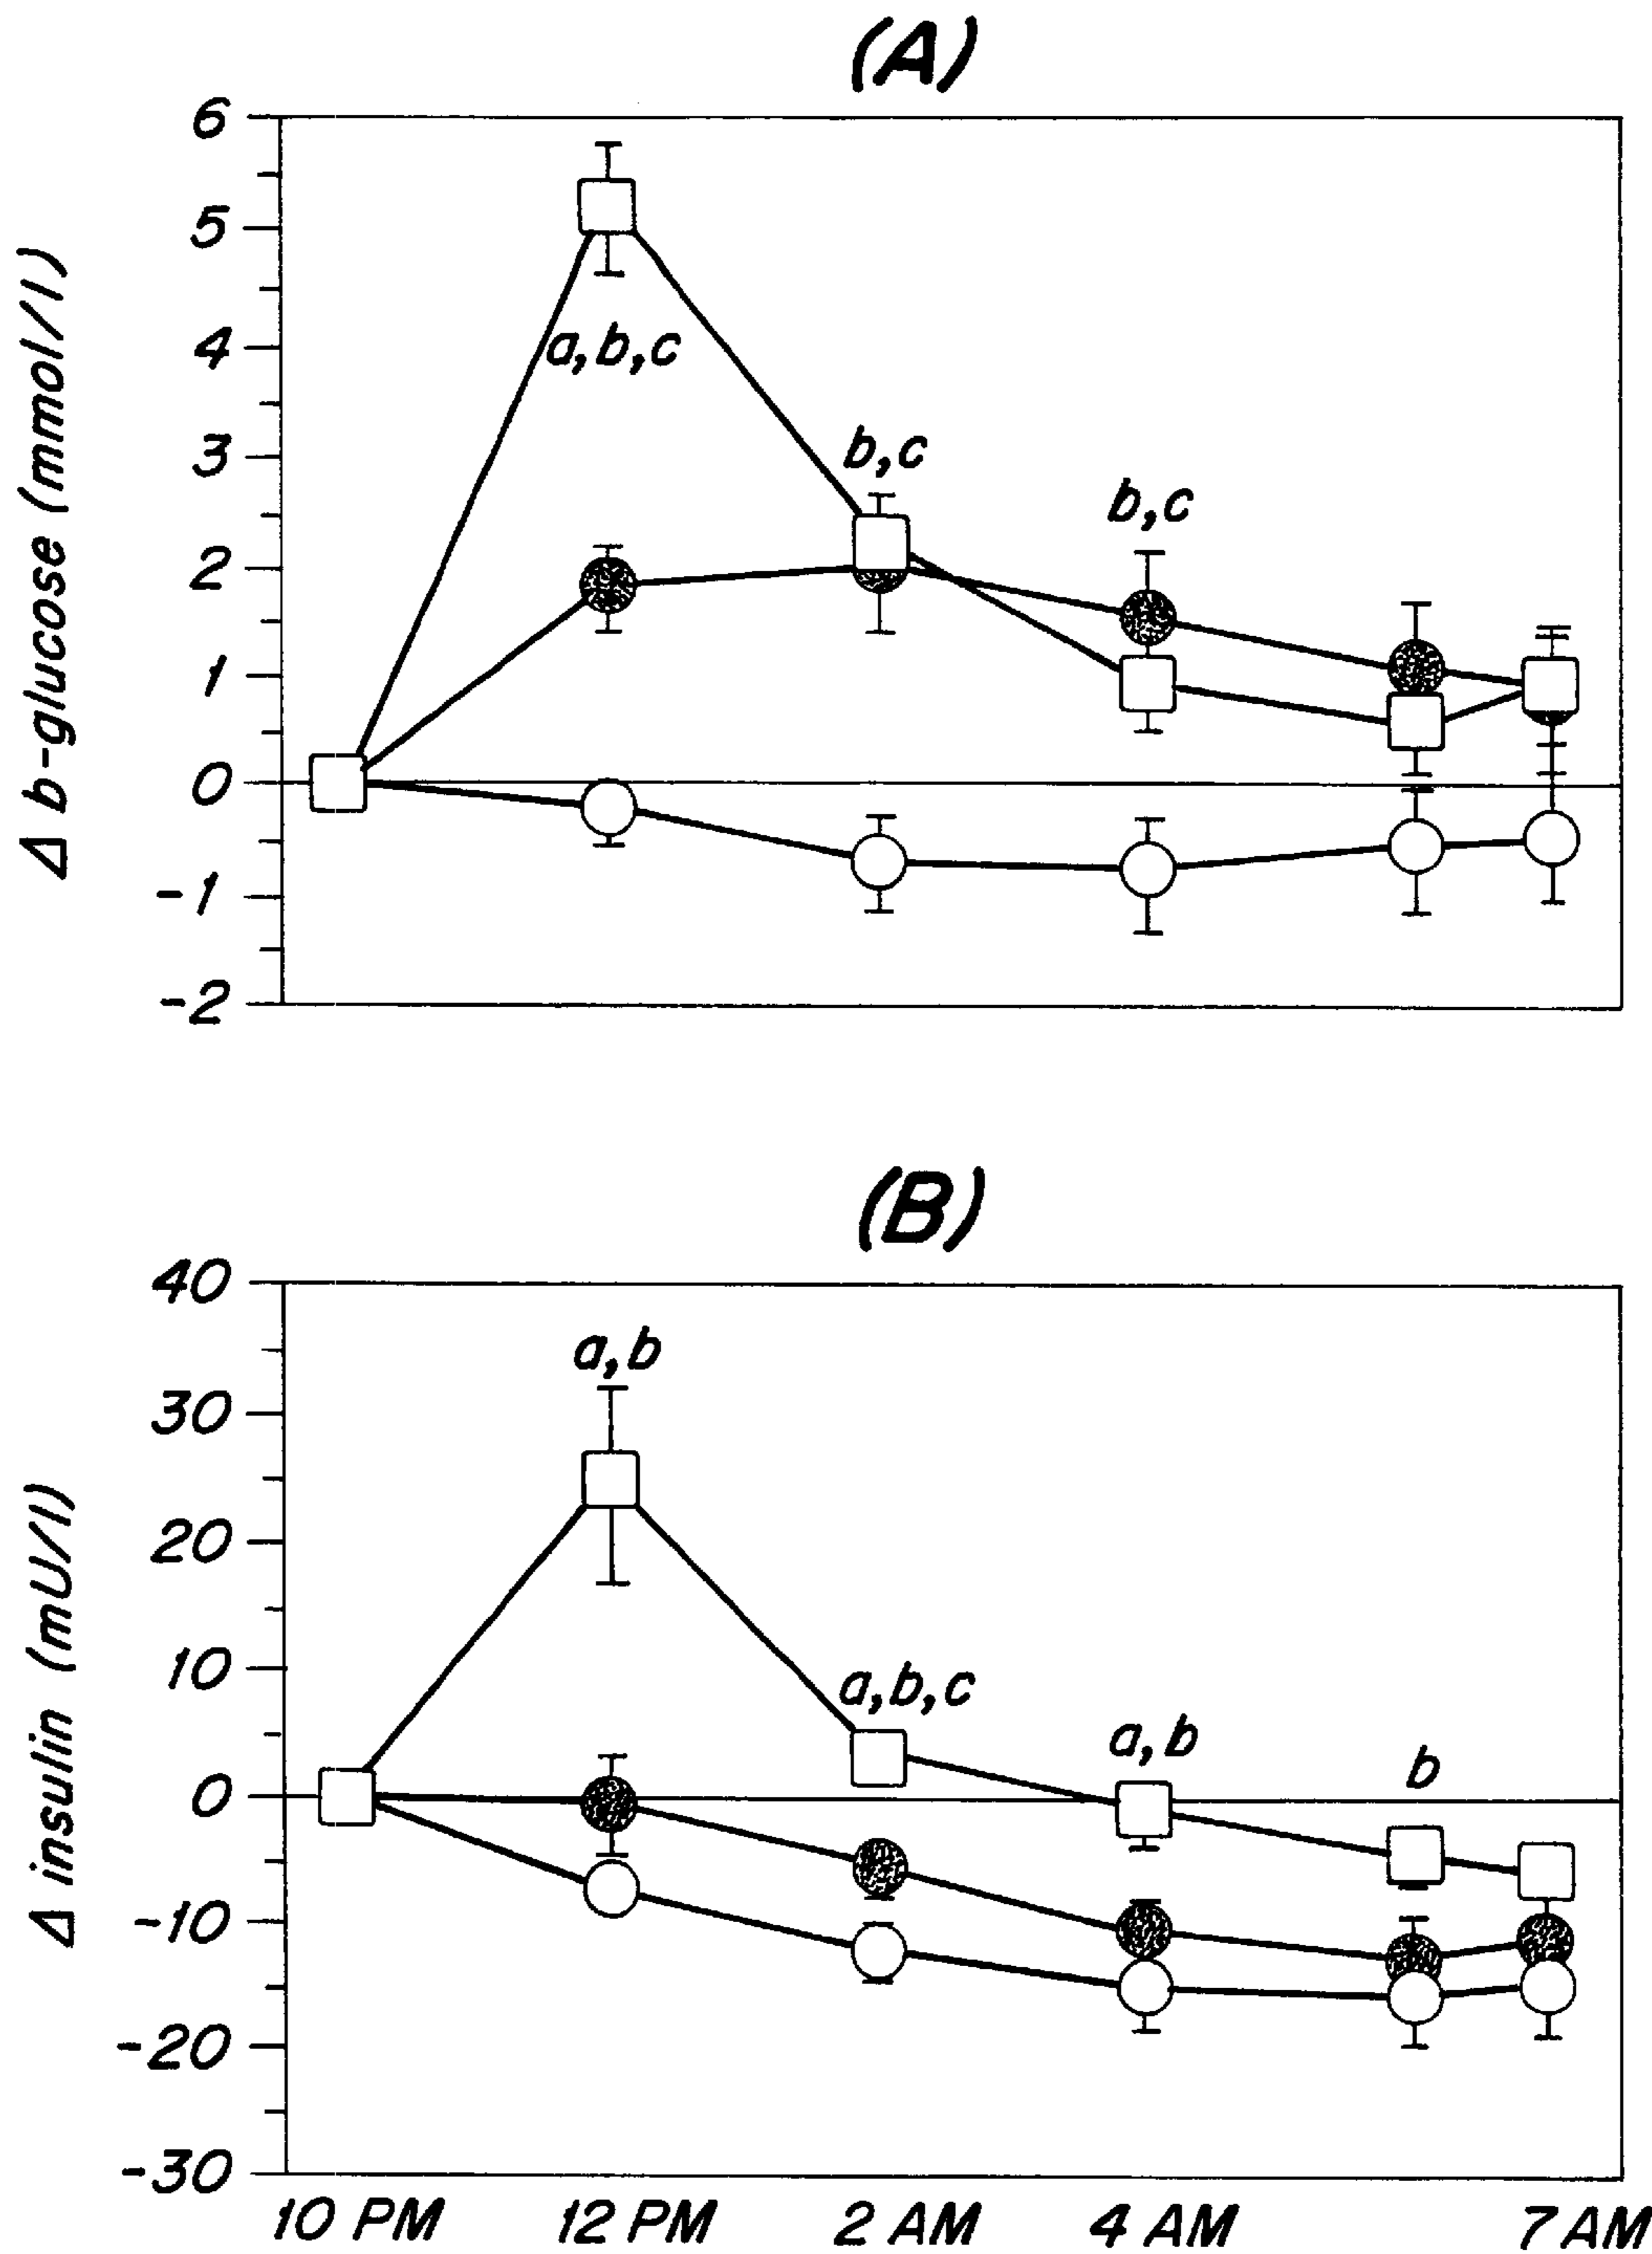 (A)
Δ b-glucose (mmol/l)
6
5
4
3
2
1
0
-1
-2
a,b,c
b,c
b,c
(B)
Δ insulin (mU/l)
40
30
20
10
0
-10
-20
-30
a,b
a,b,c
a,b
b
10 PM 12 PM 2 AM 4 AM 7 AM